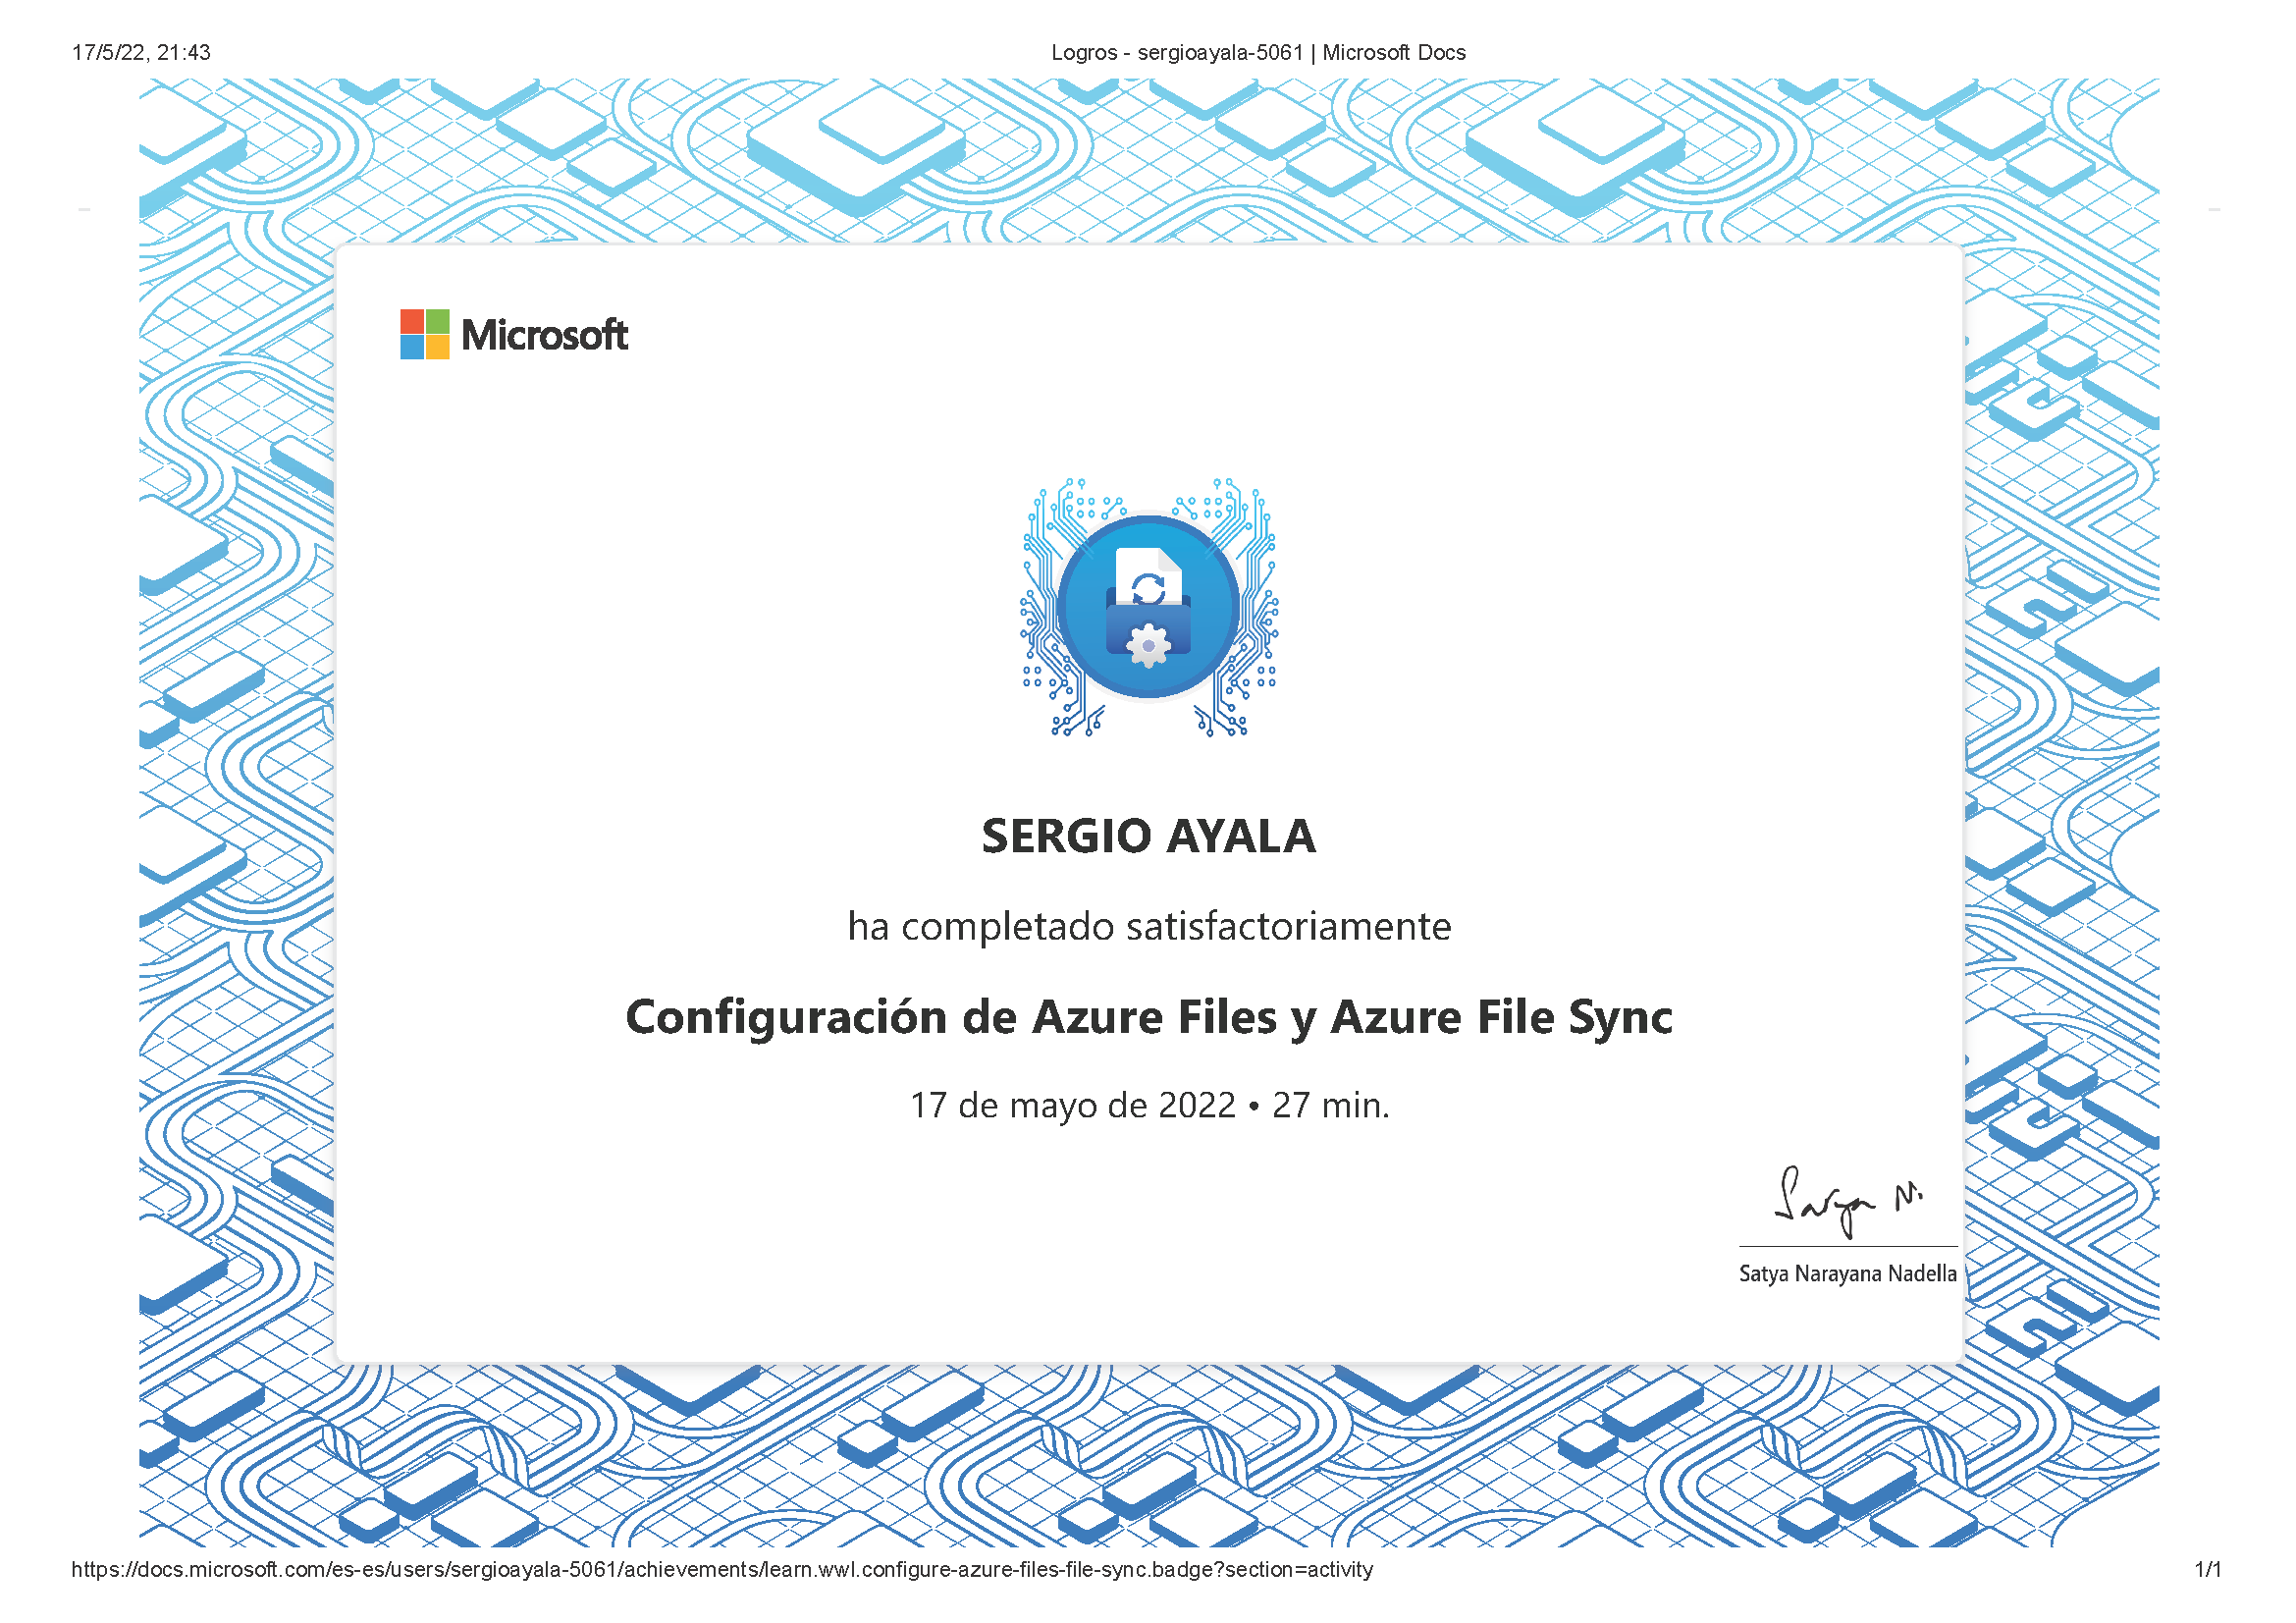 17/5/22, 21:43
Logros - sergioayala-5061 | Microsoft Docs
Microsoft
SERGIO AYALA
ha completado satisfactoriamente
Configuración de Azure Files y Azure File Sync
17 de mayo de 2022 • 27 min.
Satya N.
Satya Narayana Nadella
https://docs.microsoft.com/es-es/users/sergioayala-5061/achievements/learn.wwl.configure-azure-files-file-sync.badge?section=activity
1/1